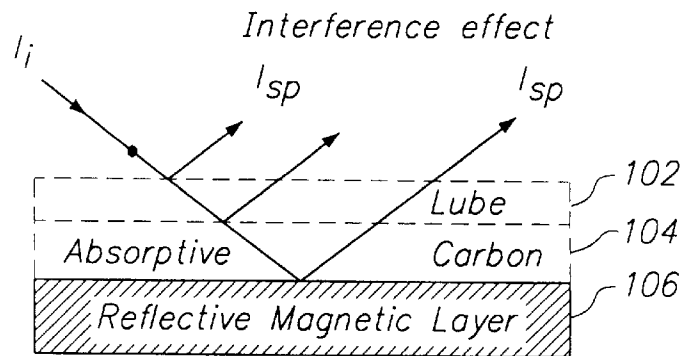 Interference effect
I_i
I_sp
I_sp
102
Lube
104
Absorptive
Carbon
106
Reflective Magnetic Layer